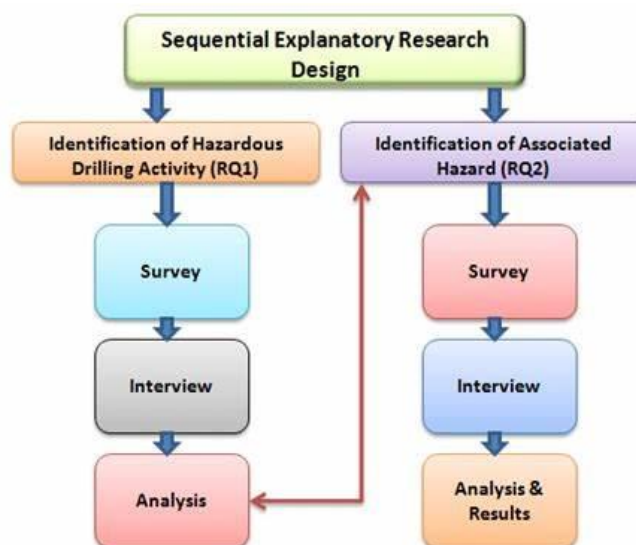 Sequential Explanatory Research
Design
Identification of Hazardous
Drilling Activity (RQ1)
Identification of Associated
Hazard (RQ2)
Survey
Survey
Interview
Interview
Analysis
Analysis &
Results